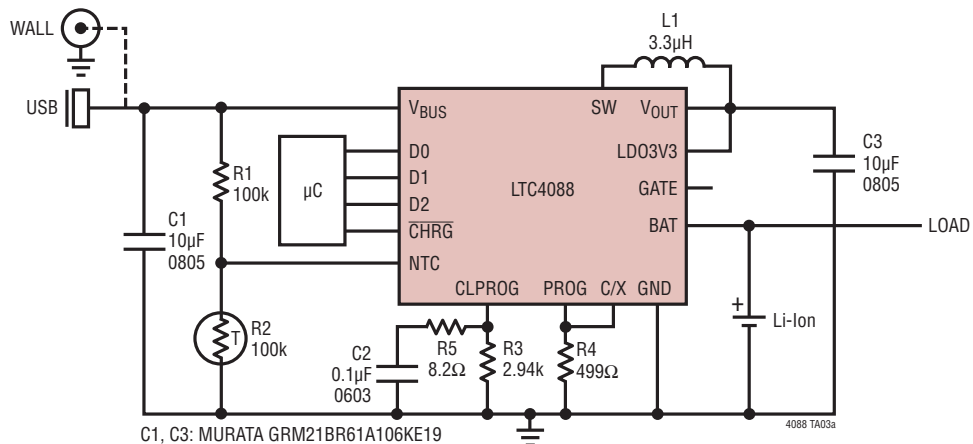 WALL
USB
L1
3.3µH
SW
VOUT
VBUS
LDO3V3
D0
D1
D2
CHRG
NTC
µC
LTC4088
GATE
BAT
LOAD
CLPROG
PROG
C/X
GND
R1
100k
C1
10µF
0805
R2
100k
C3
10µF
0805
T
C2
0.1µF
0603
R5
8.2Ω
R3
2.94k
R4
499Ω
+
Li-Ion
C1, C3: MURATA GRM21BR61A106KE19
4088 TA03a